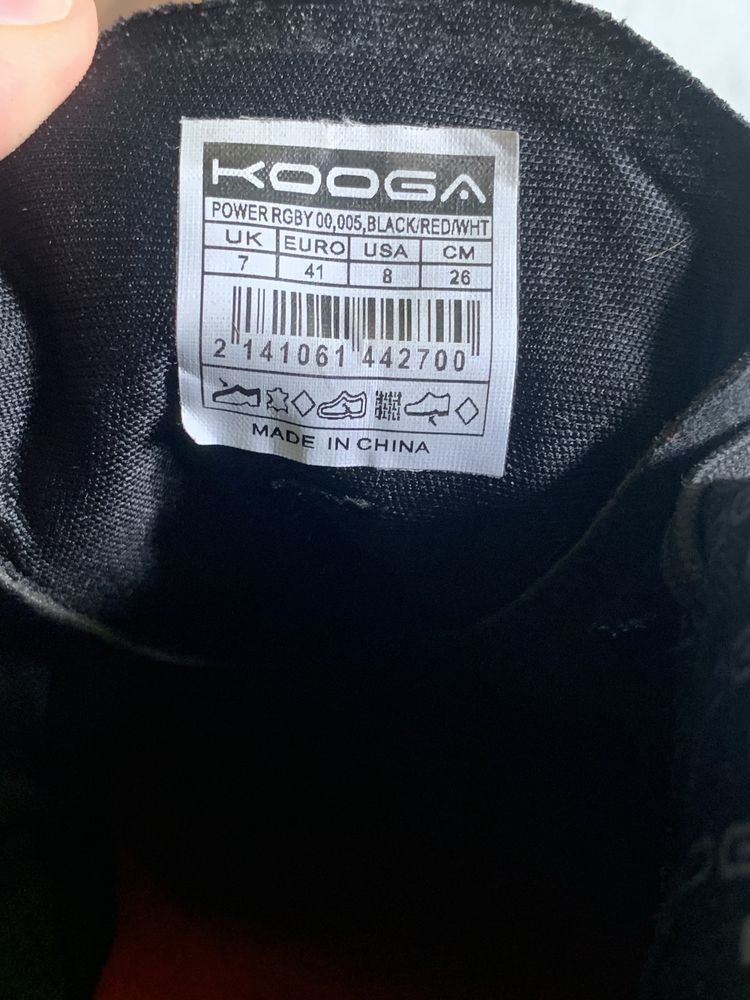 KOOGA
POWER RGBY 00,005,BLACK/RED/WHT
UK EURO USA CM
7 41 8 26
2 141061 442700
MADE IN CHINA